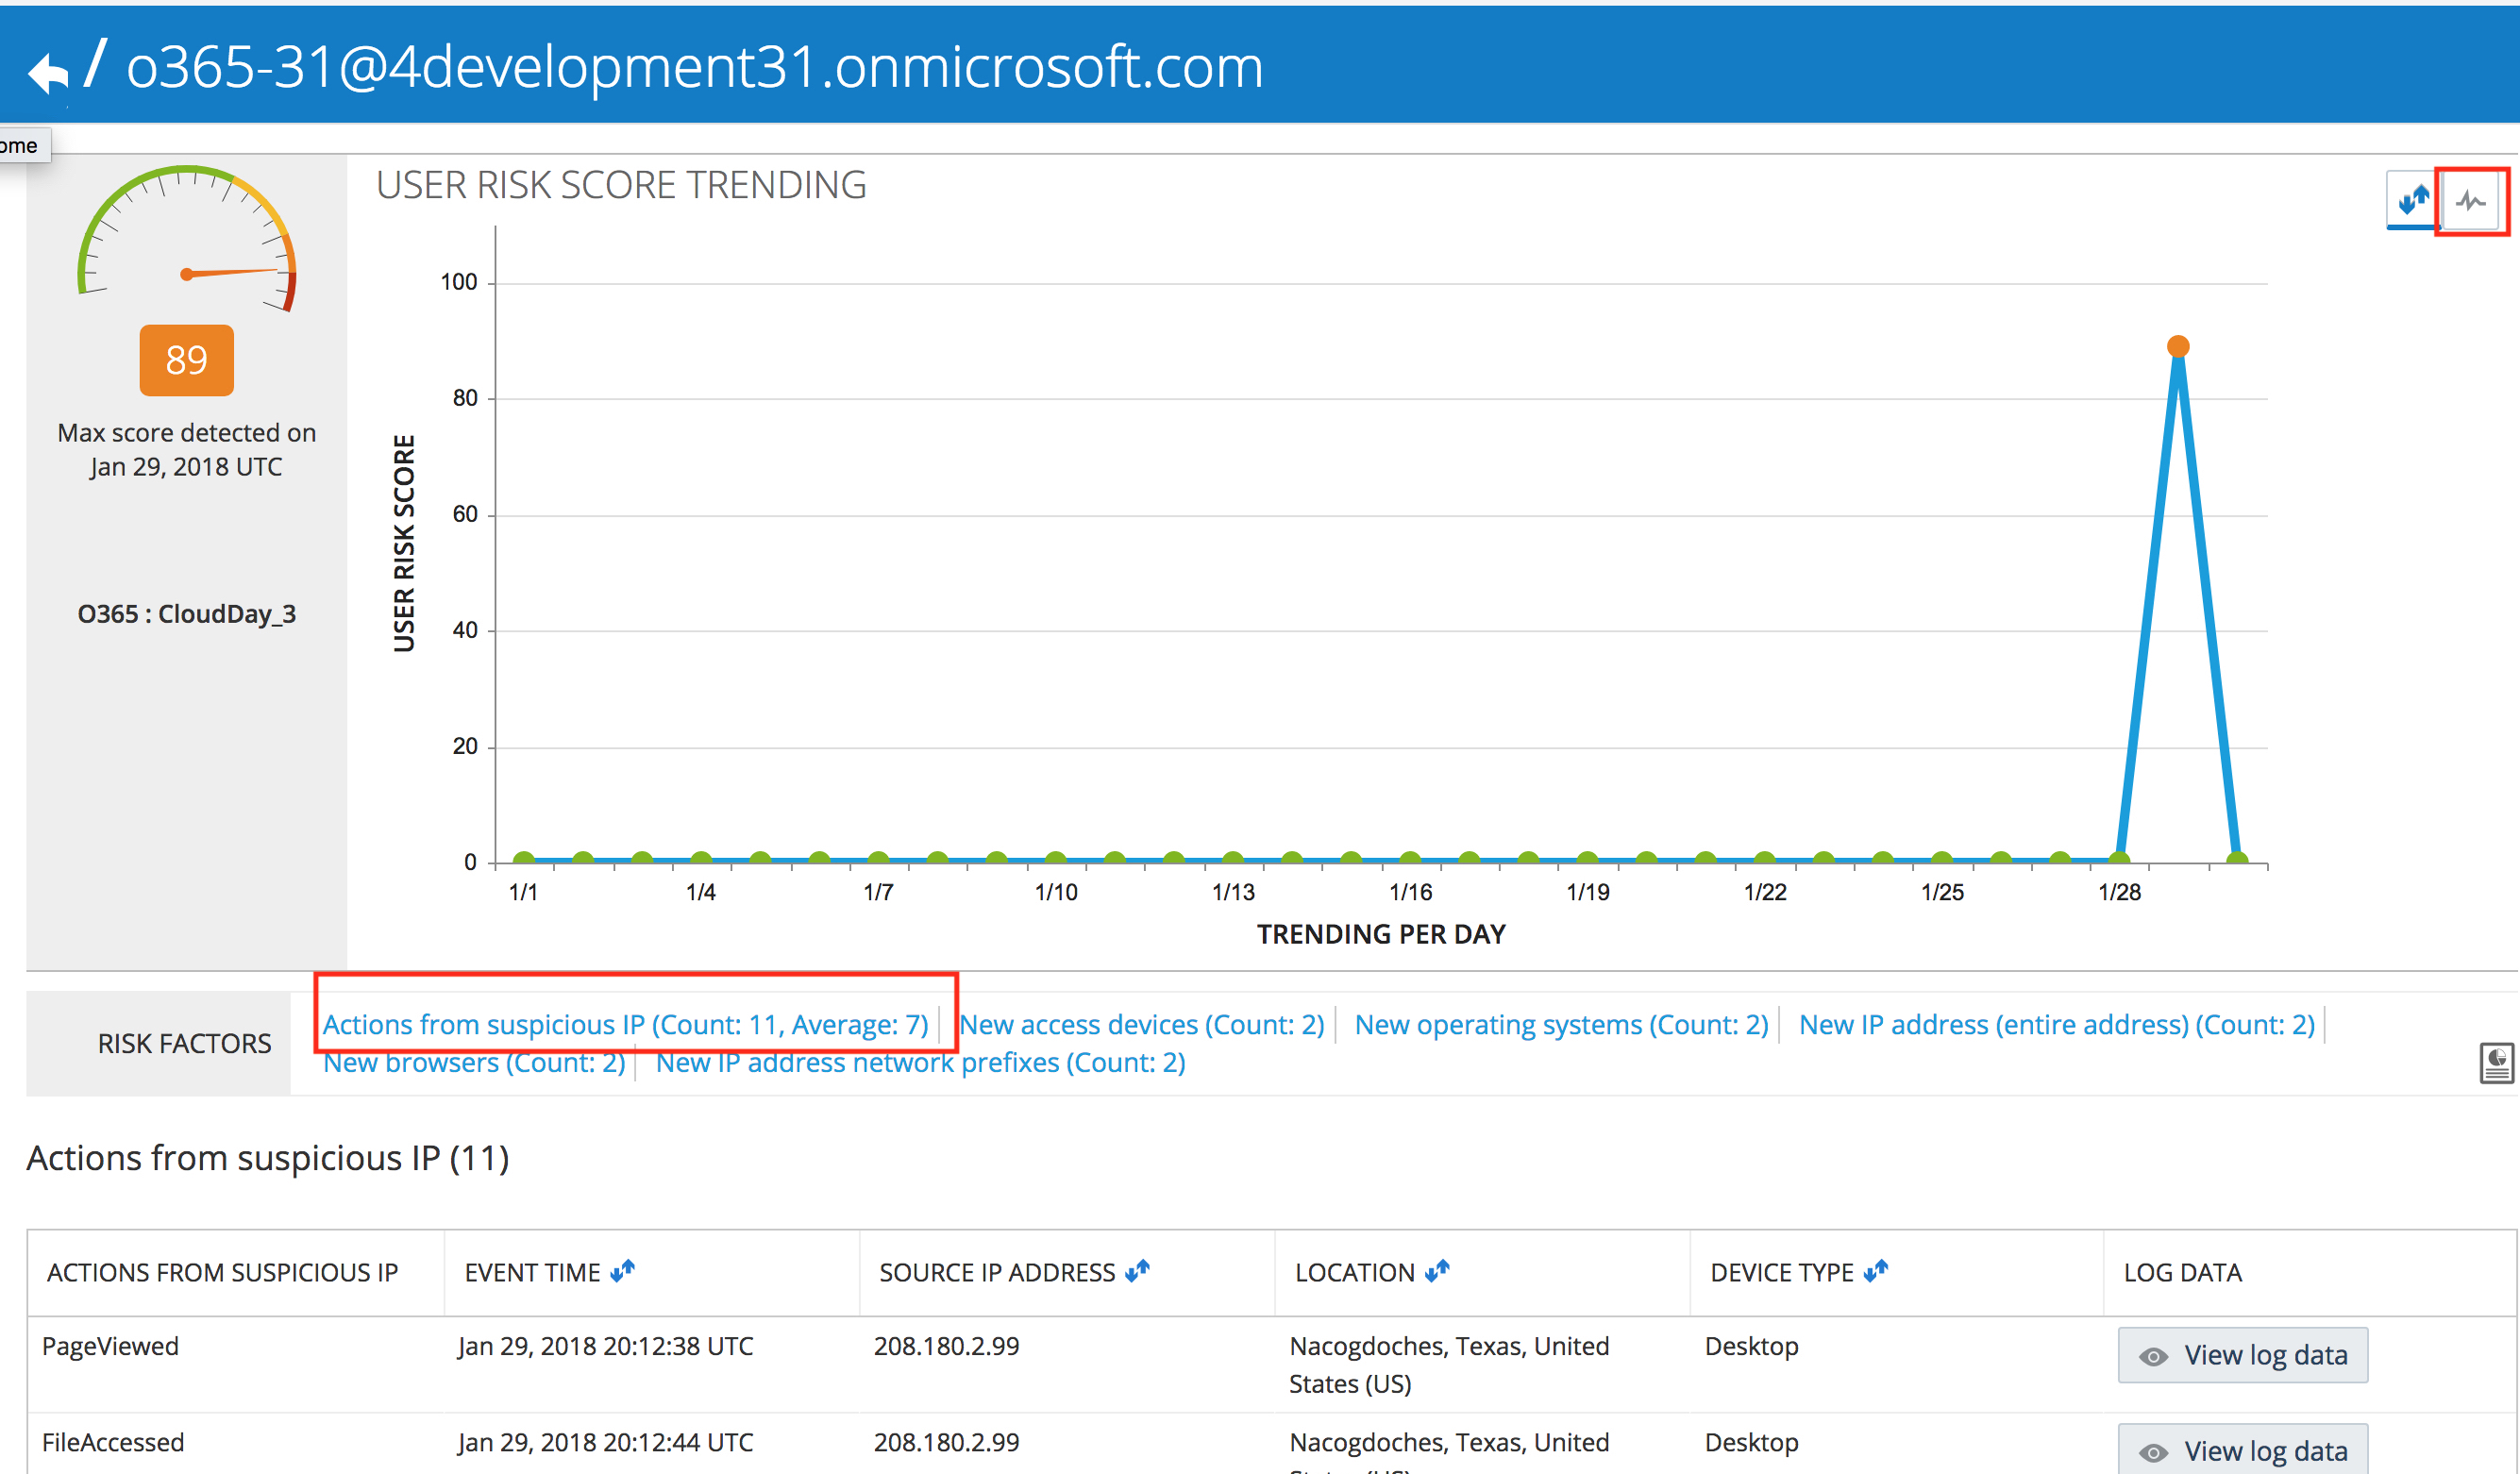 / o365-31@4development31.onmicrosoft.com
ome
USER RISK SCORE TRENDING
89
Max score detected on
Jan 29, 2018 UTC
O365 : CloudDay_3
USER RISK SCORE
100
80
60
40
20
0
1/1 1/4 1/7 1/10 1/13 1/16 1/19 1/22 1/25 1/28
TRENDING PER DAY
RISK FACTORS
Actions from suspicious IP (Count: 11, Average: 7) New access devices (Count: 2) New operating systems (Count: 2) New IP address (entire address) (Count: 2)
New browsers (Count: 2) New IP address network prefixes (Count: 2)
Actions from suspicious IP (11)
ACTIONS FROM SUSPICIOUS IP EVENT TIME SOURCE IP ADDRESS LOCATION DEVICE TYPE LOG DATA
PageViewed Jan 29, 2018 20:12:38 UTC 208.180.2.99 Nacogdoches, Texas, United Desktop View log data
States (US)
FileAccessed Jan 29, 2018 20:12:44 UTC 208.180.2.99 Nacogdoches, Texas, United Desktop View log data